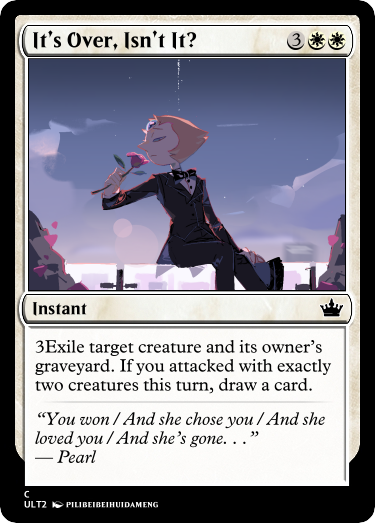 It's Over, Isn't It? 3
Instant
3Exile target creature and its owner's
graveyard. If you attacked with exactly
two creatures this turn, draw a card.
“You won / And she chose you / And she
loved you / And she's gone. . .”
— Pearl
C
ULT2 PILIBEIBEIHUIDAMENG